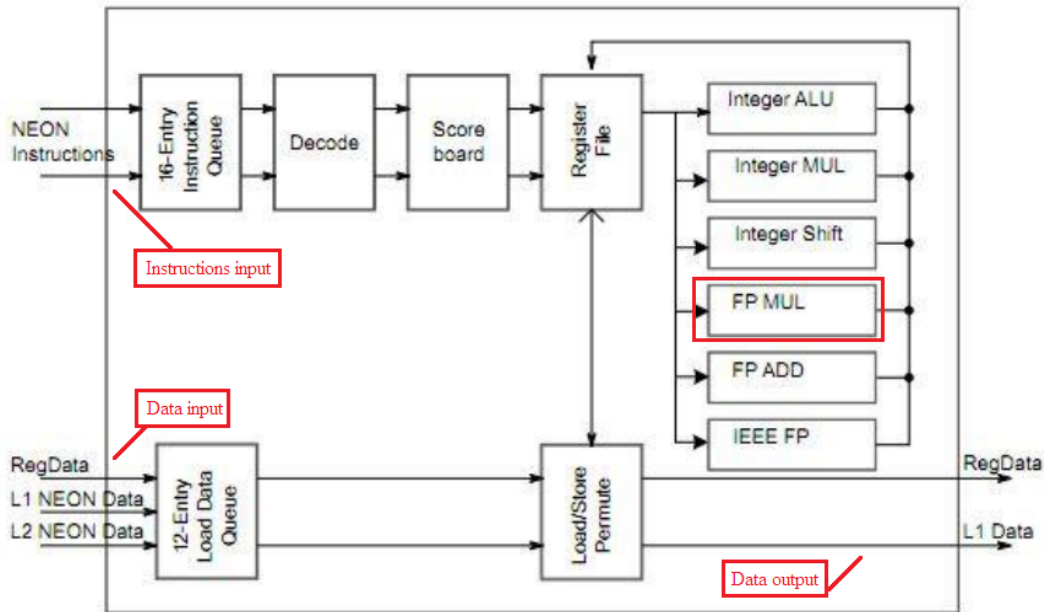 NEON
Instructions
16-Entry
Instruction
Queue
Decode
Score
board
Register
File
Integer ALU
Integer MUL
Integer Shift
FP MUL
FP ADD
IEEE FP
Instructions input
Data input
RegData
L1 NEON Data
L2 NEON Data
12-Entry
Load Data
Queue
Load/Store
Permute
RegData
L1 Data
Data output